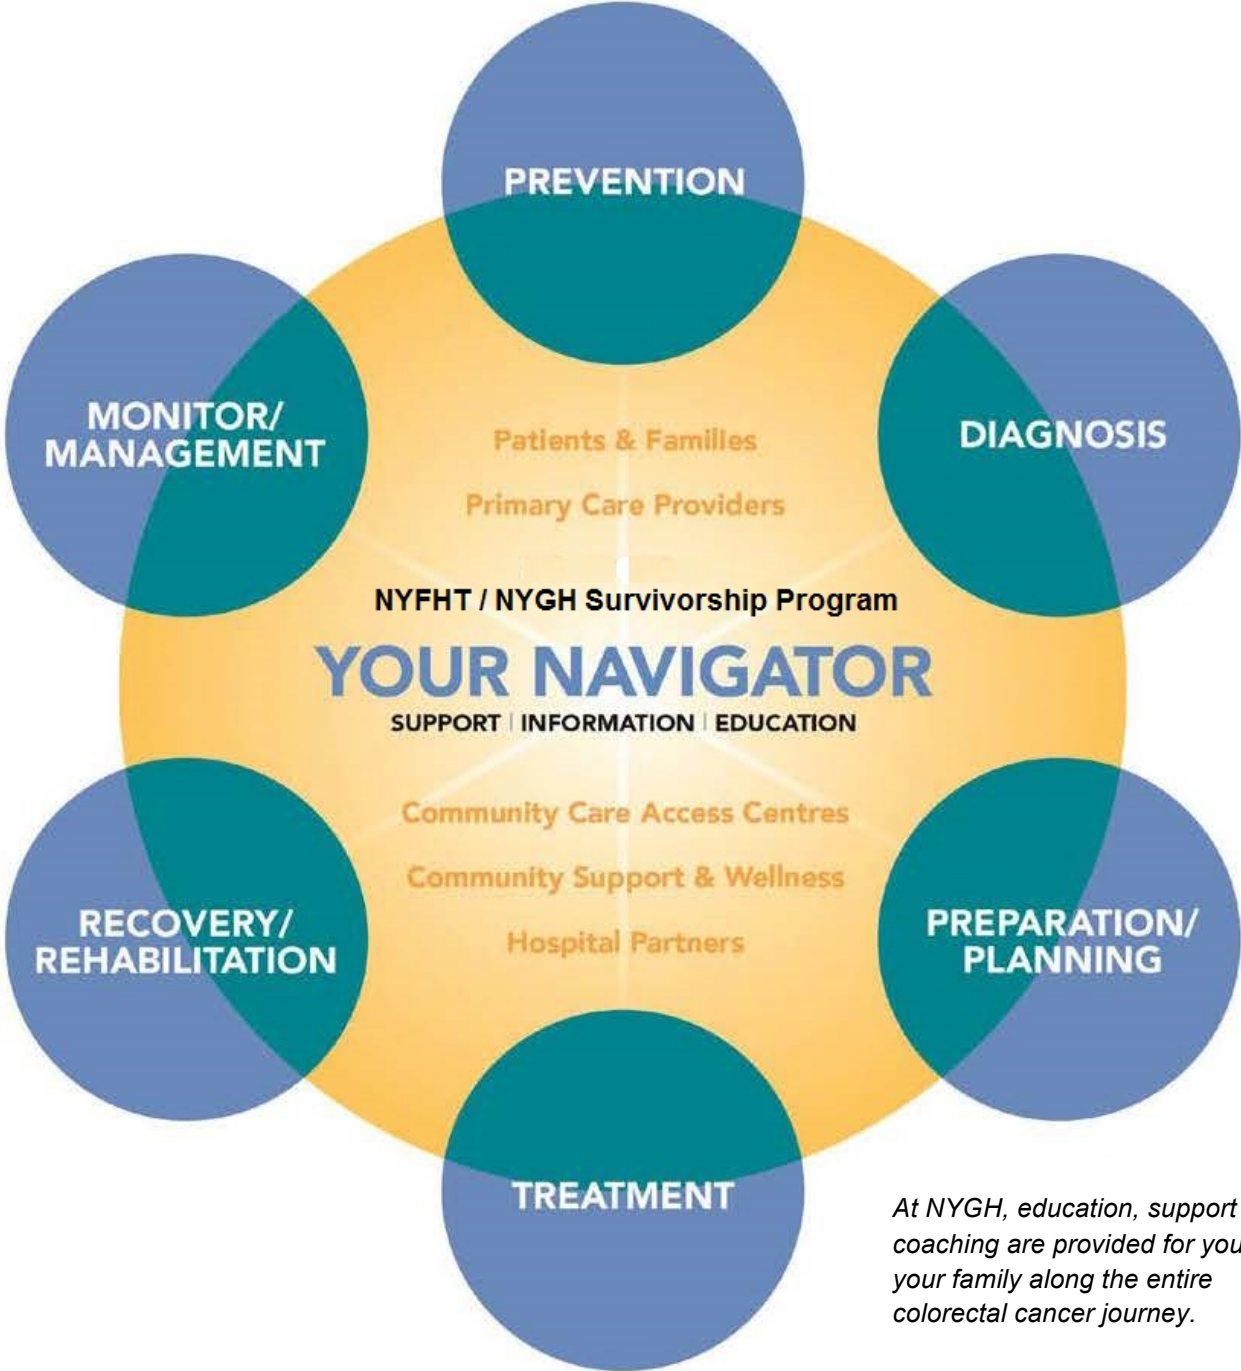 PREVENTION
MONITOR/
MANAGEMENT
DIAGNOSIS
Patients & Families
Primary Care Providers
NYFHT / NYGH Survivorship Program
YOUR NAVIGATOR
SUPPORT | INFORMATION | EDUCATION
Community Care Access Centres
Community Support & Wellness
Hospital Partners
RECOVERY/
REHABILITATION
PREPARATION/
PLANNING
TREATMENT
At NYGH, education, support
coaching are provided for you
your family along the entire
colorectal cancer journey.